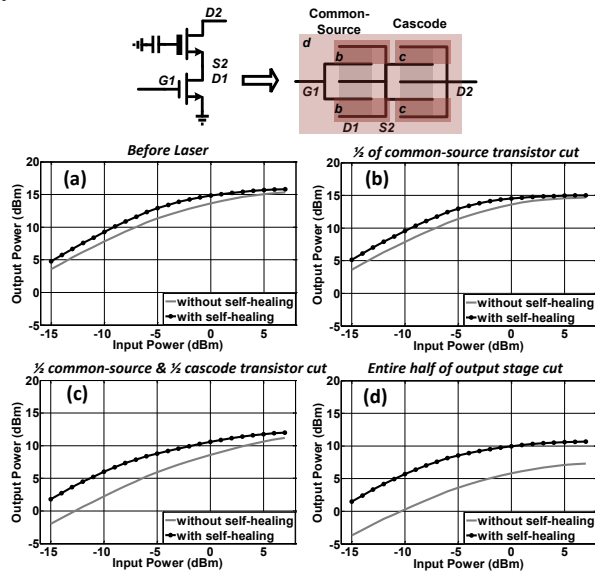 D2
S2
G1
D1
Common-Source
Cascode
d
b
c
G1
D2
b
c
D1
S2
Before Laser
(a)
Output Power (dBm)
20
15
10
5
0
-5
-15
-10
-5
0
5
Input Power (dBm)
without self-healing
with self-healing
½ of common-source transistor cut
(b)
Output Power (dBm)
20
15
10
5
0
-5
-15
-10
-5
0
5
Input Power (dBm)
without self-healing
with self-healing
½ common-source & ½ cascode transistor cut
(c)
Output Power (dBm)
20
15
10
5
0
-5
-15
-10
-5
0
5
Input Power (dBm)
without self-healing
with self-healing
Entire half of output stage cut
(d)
Output Power (dBm)
20
15
10
5
0
-5
-15
-10
-5
0
5
Input Power (dBm)
without self-healing
with self-healing